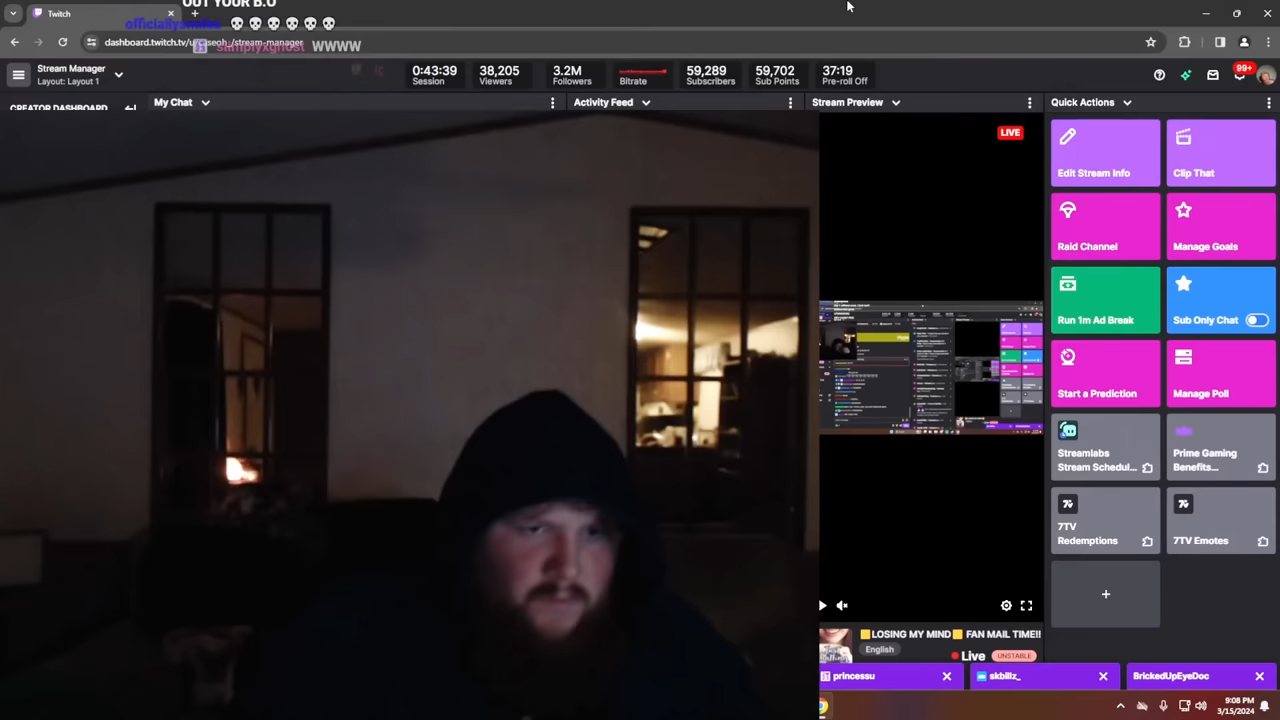 OUT YOUR B.O
Twitch
officiallysmiles 💀💀💀💀💀💀
slimplyxghost WWWW
Stream Manager
Layout: Layout 1
0:43:39
Session
38,205
Viewers
3.2M
Followers
Bitrate
59,289
Subscribers
59,702
Sub Points
37:19
Pre-roll Off
99+
CREATOR DASHBOARD
My Chat
Activity Feed
Stream Preview
Quick Actions
LIVE
Edit Stream Info
Clip That
Raid Channel
Manage Goals
Run 1m Ad Break
Sub Only Chat
Start a Prediction
Manage Poll
Streamlabs
Stream Schedul...
Prime Gaming
Benefits...
7TV
Redemptions
7TV Emotes
LOSING MY MIND FAN MAIL TIME!!
English
Live
UNSTABLE
princessu
skbillz_
BrickedUpEyeDoc
9:08 PM
3/15/2024